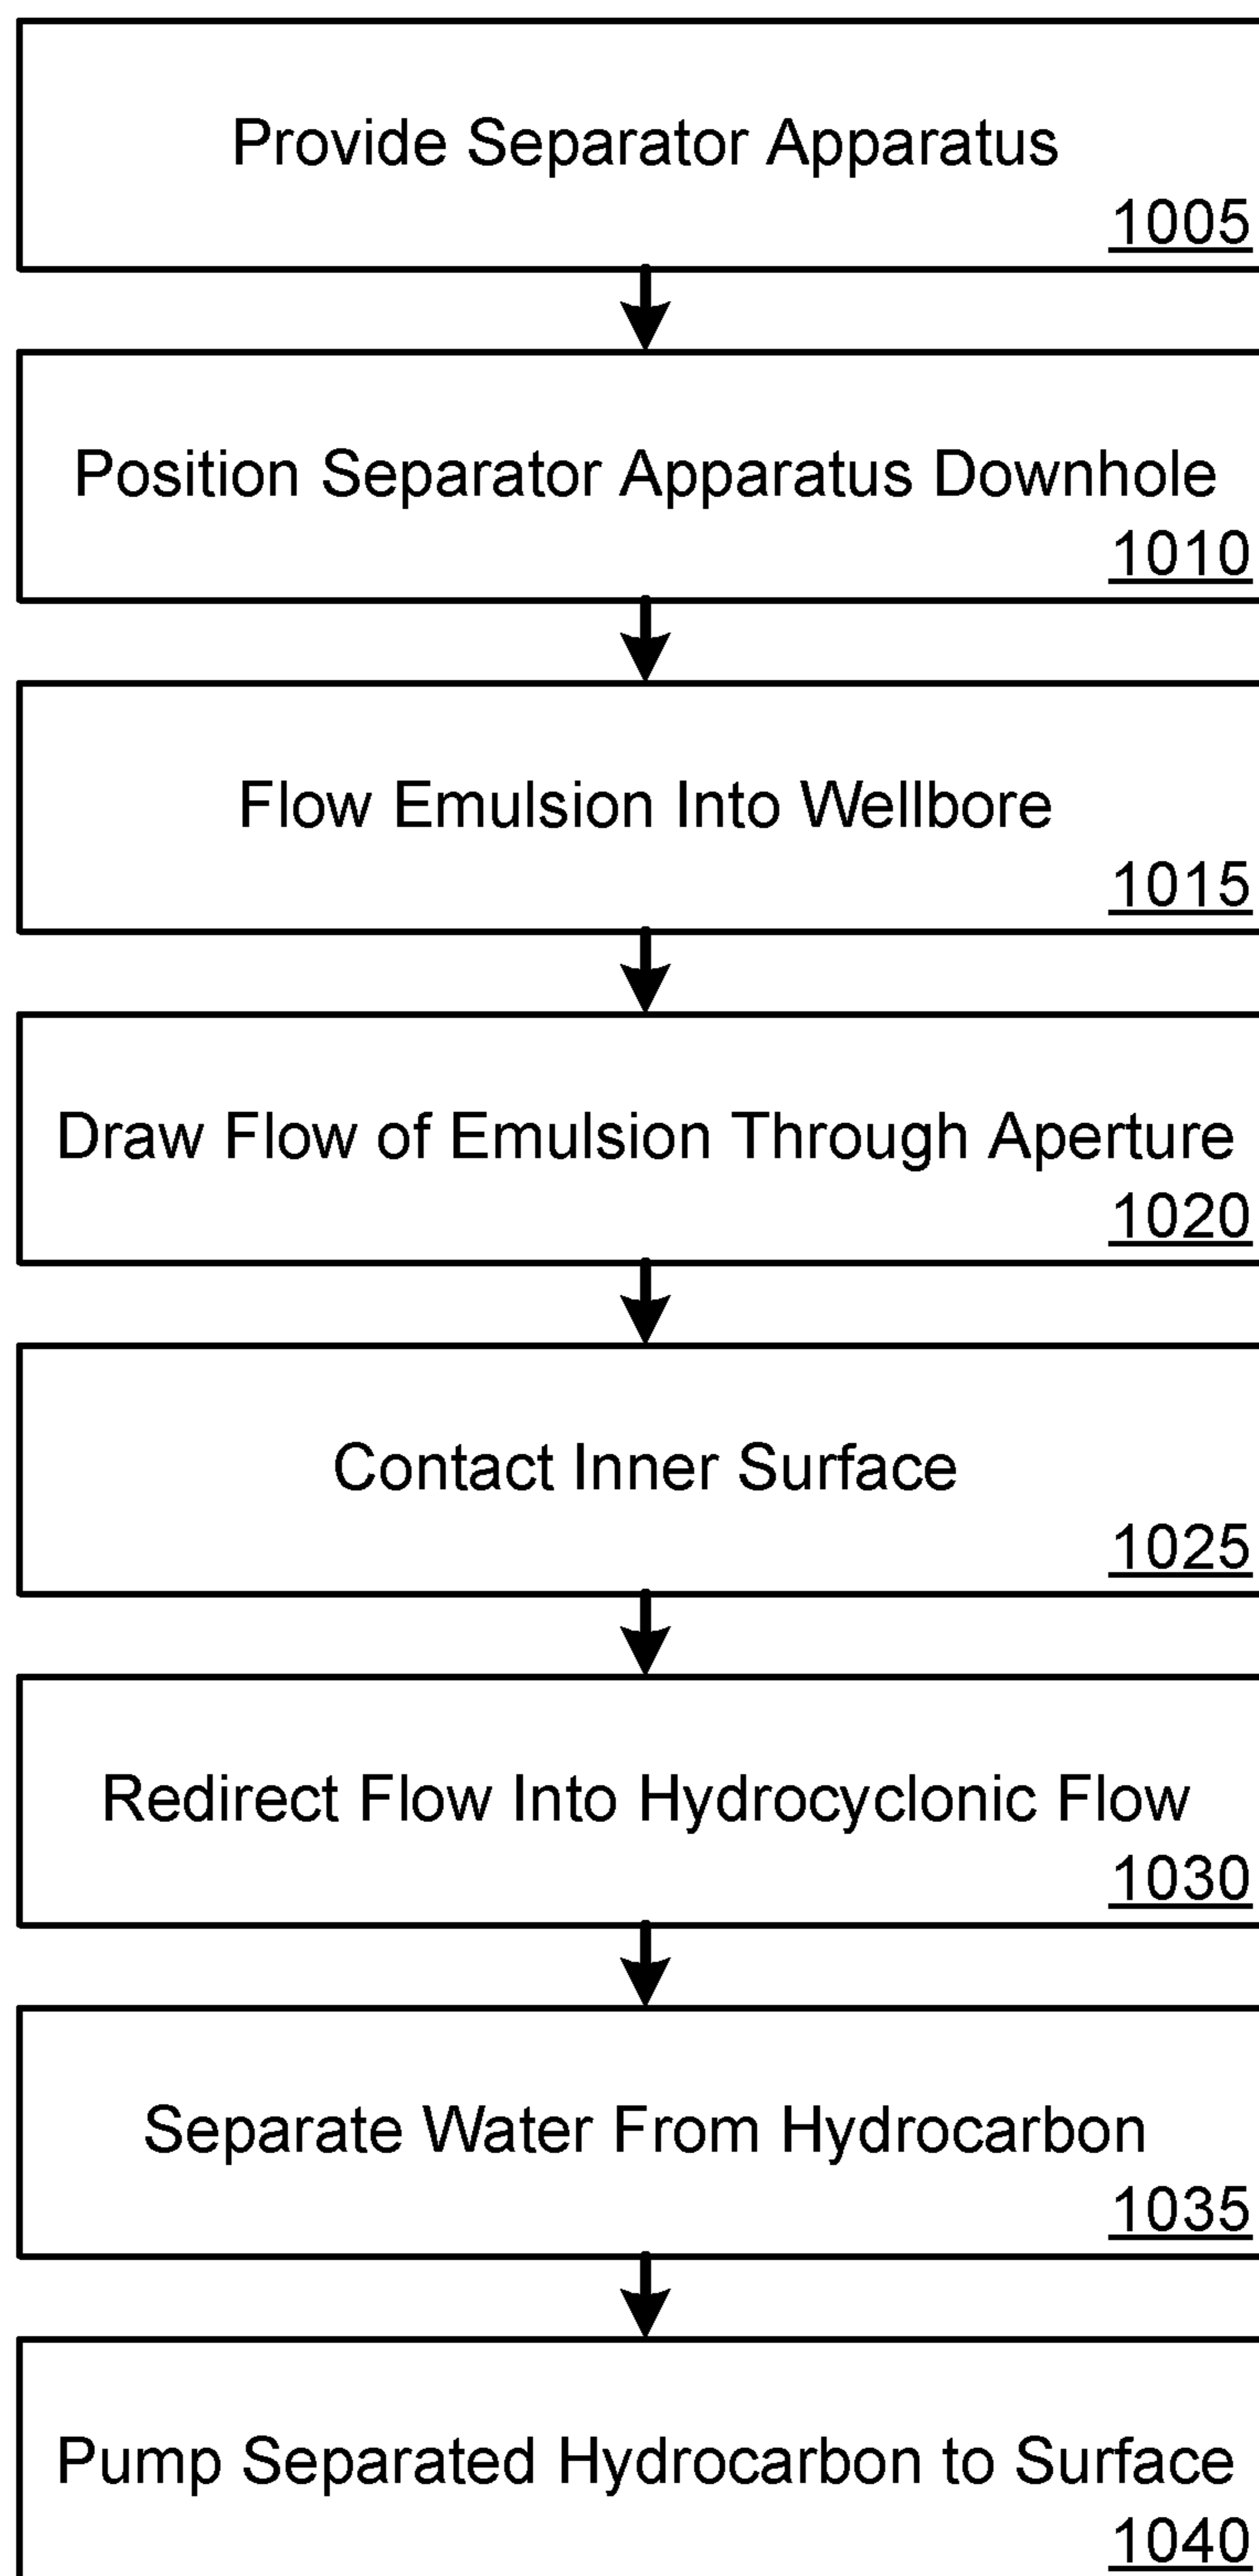 Provide Separator Apparatus
1005
Position Separator Apparatus Downhole
1010
Flow Emulsion Into Wellbore
1015
Draw Flow of Emulsion Through Aperture
1020
Contact Inner Surface
1025
Redirect Flow Into Hydrocyclonic Flow
1030
Separate Water From Hydrocarbon
1035
Pump Separated Hydrocarbon to Surface
1040